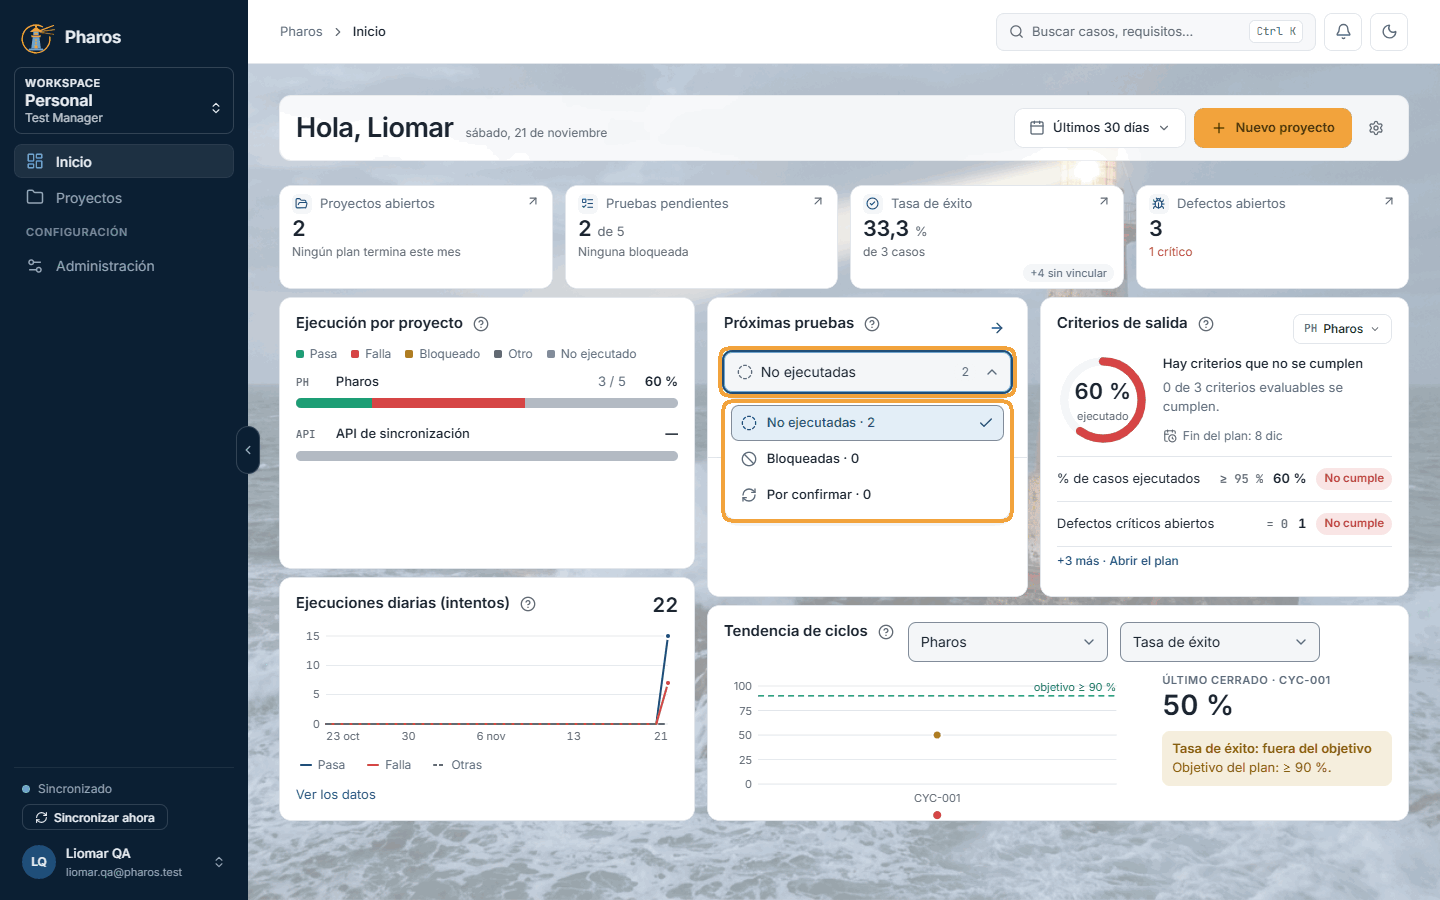 Pharos
WORKSPACE
Personal
Test Manager
Inicio
Proyectos
CONFIGURACIÓN
Administración
Sincronizado
Sincronizar ahora
LQ
Liomar QA
liomar.qa@pharos.test
Pharos
Inicio
Buscar casos, requisitos...
Ctrl K
Hola, Liomar
sábado, 21 de noviembre
Últimos 30 días
Nuevo proyecto
Proyectos abiertos
2
Ningún plan termina este mes
Pruebas pendientes
2 de 5
Ninguna bloqueada
Tasa de éxito
33,3 %
de 3 casos
+4 sin vincular
Defectos abiertos
3
1 crítico
Ejecución por proyecto
Pasa
Falla
Bloqueado
Otro
No ejecutado
PH Pharos 3 / 5 60 %
API API de sincronización —
Próximas pruebas
No ejecutadas 2
No ejecutadas · 2
Bloqueadas · 0
Por confirmar · 0
Criterios de salida
PH Pharos
60 %
ejecutado
Hay criterios que no se cumplen
0 de 3 criterios evaluables se
cumplen.
Fin del plan: 8 dic
% de casos ejecutados ≥ 95 % 60 % No cumple
Defectos críticos abiertos = 0 1 No cumple
+3 más · Abrir el plan
Ejecuciones diarias (intentos)
22
15
10
5
0
23 oct 30 6 nov 13 21
Pasa
Falla
Otras
Ver los datos
Tendencia de ciclos
Pharos
Tasa de éxito
100
75
50
25
0
objetivo ≥ 90 %
CYC-001
ÚLTIMO CERRADO · CYC-001
50 %
Tasa de éxito: fuera del objetivo
Objetivo del plan: ≥ 90 %.